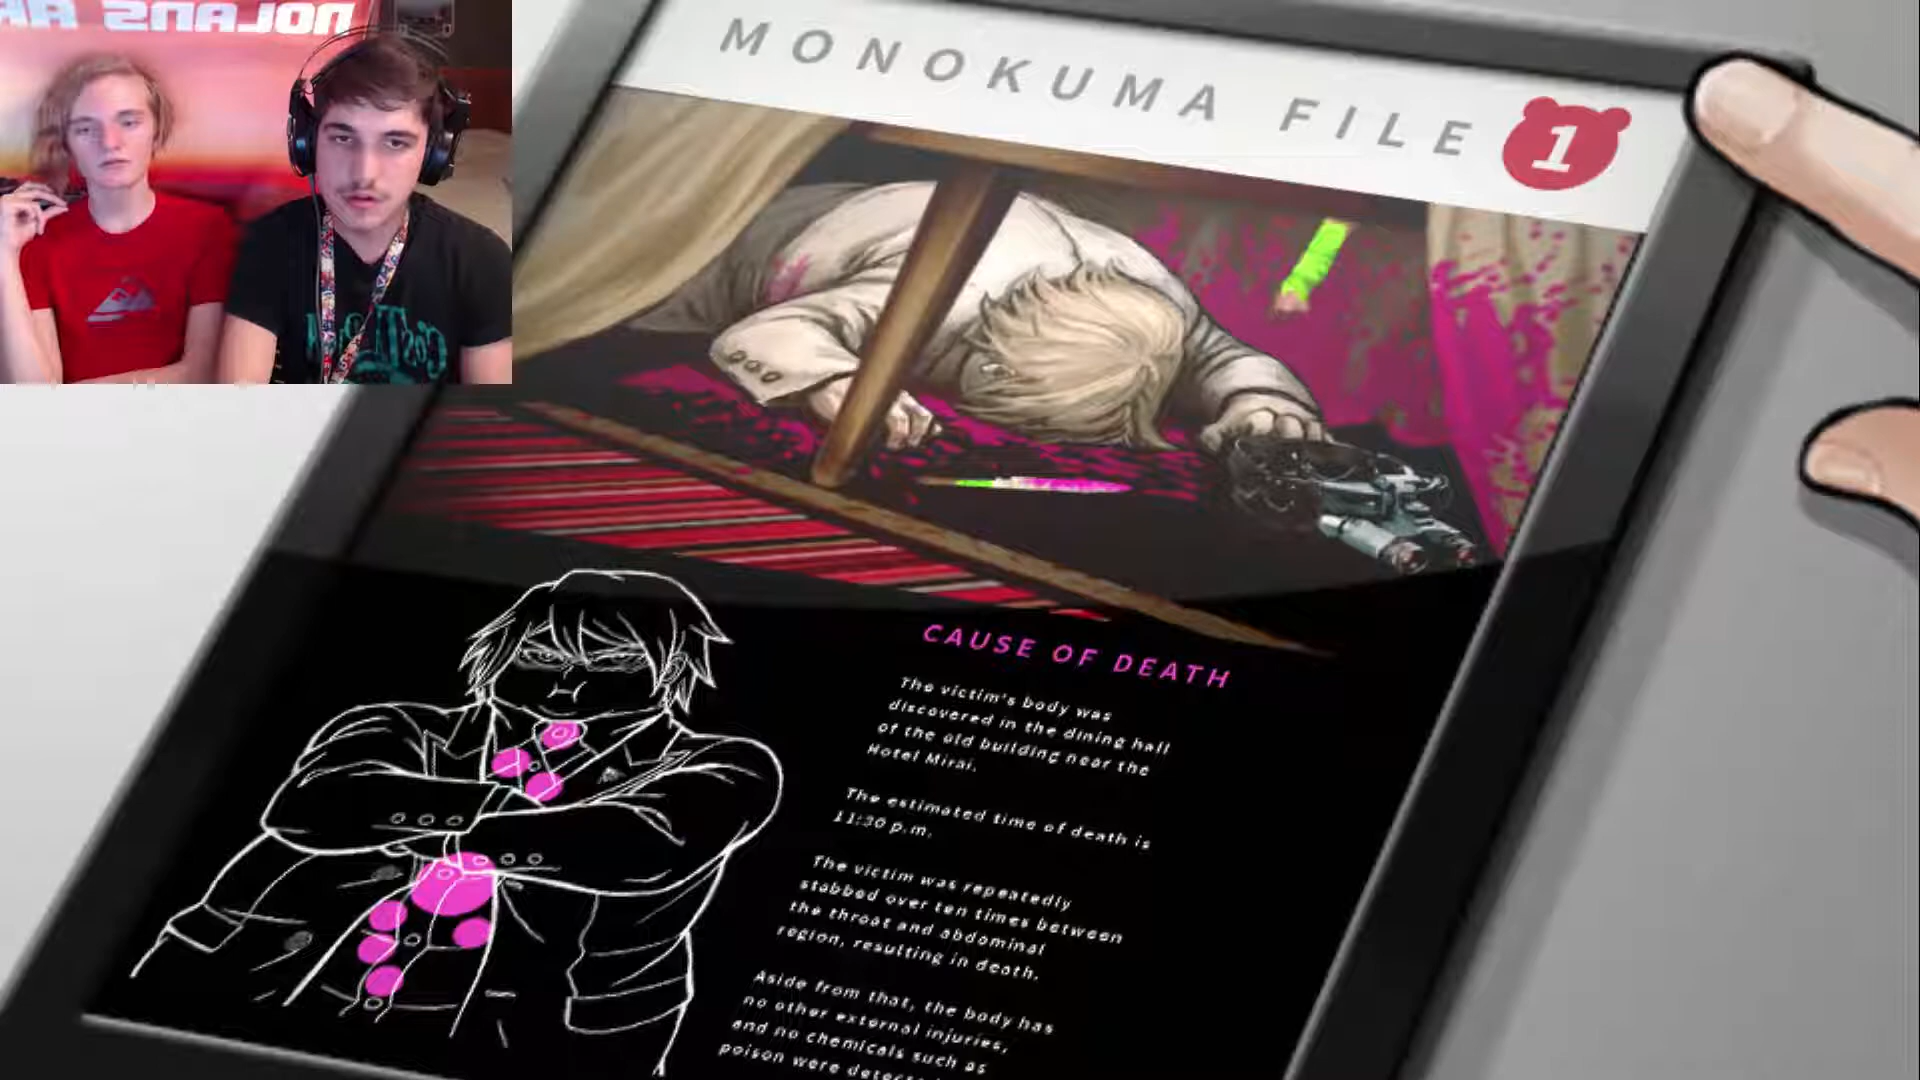 NOLANS AR
MONOKUMA FILE 1
CAUSE OF DEATH
The victim's body was
discovered in the dining hall
of the old building near the
Hotel Mirai.
The estimated time of death is
11:30 p.m.
The victim was repeatedly
stabbed over ten times between
the throat and abdominal
region, resulting in death.
Aside from that, the body has
no other external injuries,
and no chemicals such as
poison were